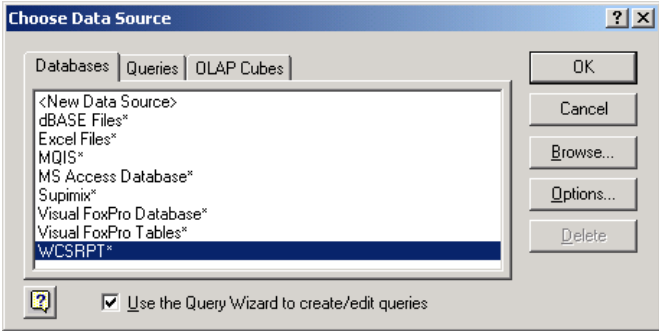 Choose Data Source
Databases Queries OLAP Cubes
<New Data Source>
dBASE Files*
Excel Files*
MQIS*
MS Access Database*
Supimix*
Visual FoxPro Database*
Visual FoxPro Tables*
WCSRPT*
OK
Cancel
Browse...
Options...
Delete
Use the Query Wizard to create/edit queries